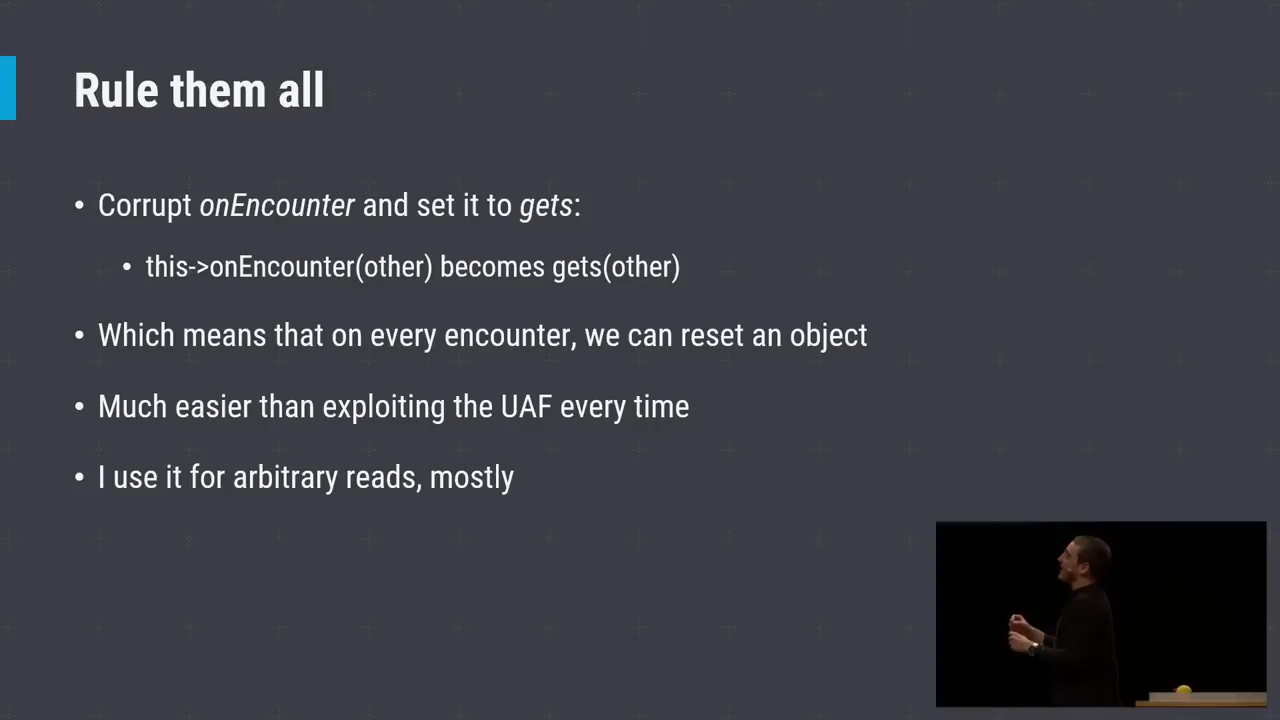 Rule them all
• Corrupt onEncounter and set it to gets:
• this->onEncounter(other) becomes gets(other)
• Which means that on every encounter, we can reset an object
• Much easier than exploiting the UAF every time
• I use it for arbitrary reads, mostly